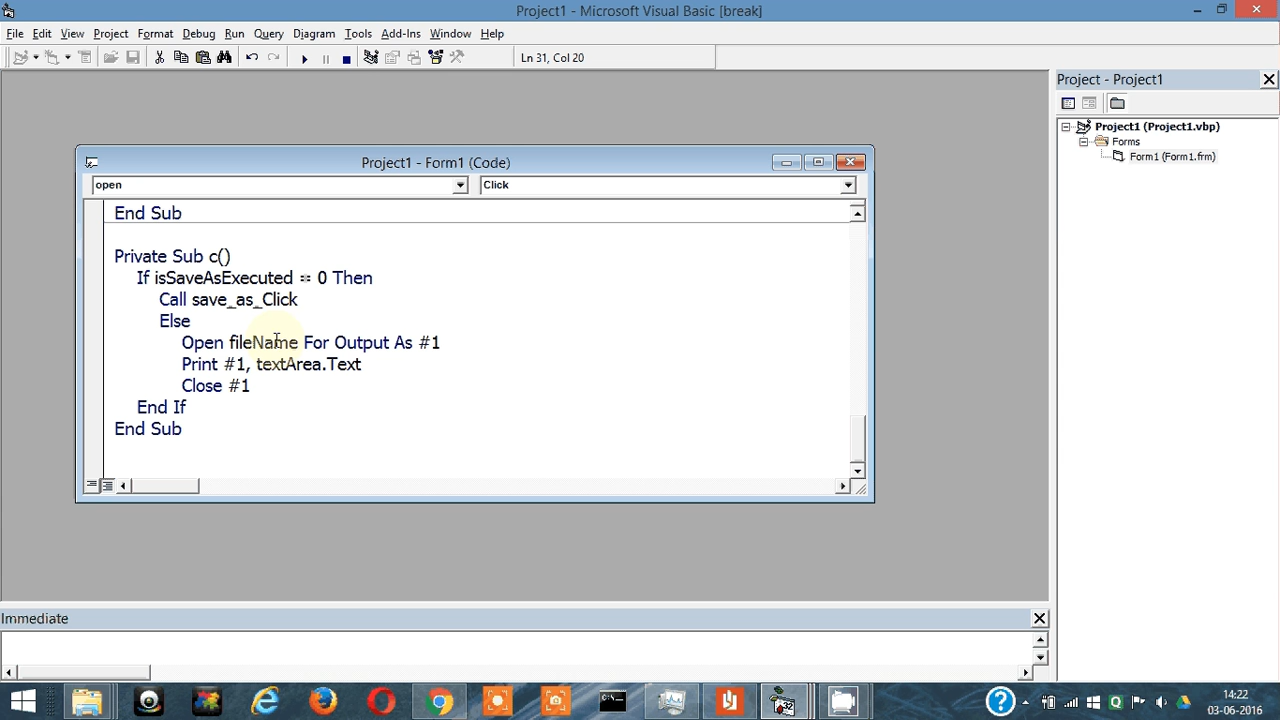 Project1 - Microsoft Visual Basic [break]
File Edit View Project Format Debug Run Query Diagram Tools Add-Ins Window Help
Ln 31, Col 20
Project - Project1
Project1 (Project1.vbp)
Forms
Form1 (Form1.frm)
Project1 - Form1 (Code)
open Click
End Sub
Private Sub c()
If isSaveAsExecuted = 0 Then
Call save_as_Click
Else
Open fileName For Output As #1
Print #1, textArea.Text
Close #1
End If
End Sub
Immediate
14:22
03-06-2016